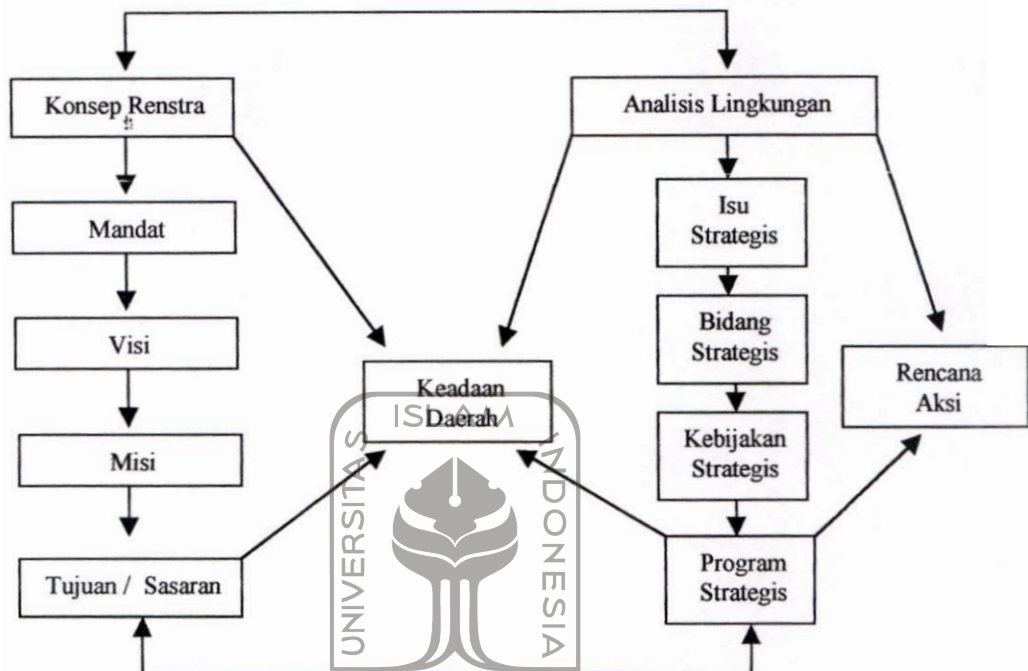 Konsep Renstra
Mandat
Visi
Misi
Tujuan / Sasaran
Keadaan
Daerah
Analisis Lingkungan
Isu
Strategis
Bidang
Strategis
Kebijakan
Strategis
Program
Strategis
Rencana
Aksi
UNIVERSITAS
ISLAM
INDONESIA